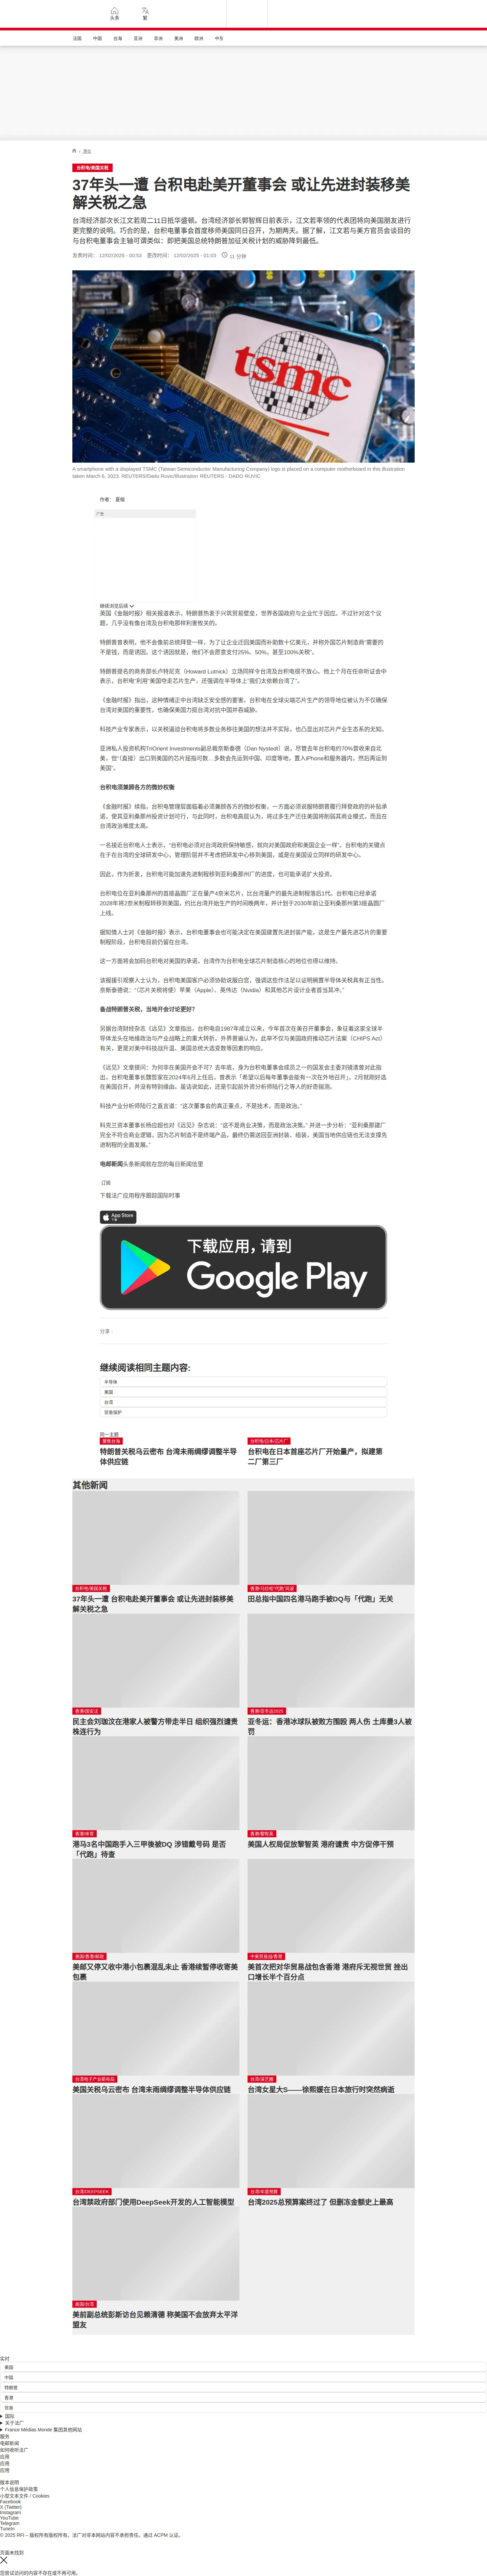 头条
繁
法国
中国
台海
亚洲
非洲
美洲
欧洲
中东
/ 港台
台积电/美国关税
37年头一遭 台积电赴美开董事会 或让先进封装移美
解关税之急
台湾经济部次长江文若周二11日抵华盛顿。台湾经济部长郭智辉日前表示，江文若率领的代表团将向美国朋友进行
更完整的说明。巧合的是，台积电董事会首度移师美国同日召开，为期两天。据了解，江文若与美方官员会谈目的
与台积电董事会主轴可谓类似：即把美国总统特朗普加征关税计划的威胁降到最低。
发表时间： 12/02/2025 - 00:53 更改时间： 12/02/2025 - 01:03 11 分钟
tsmc
A smartphone with a displayed TSMC (Taiwan Semiconductor Manufacturing Company) logo is placed on a computer motherboard in this illustration
taken March 6, 2023. REUTERS/Dado Ruvic/Illustration REUTERS - DADO RUVIC
作者： 夏榕
广告
继续浏览后续
英国《金融时报》相关报道表示，特朗普热衷于兴筑贸易壁垒，世界各国政府与企业忙于因应。不过针对这个议
题，几乎没有像台湾及台积电那样利害攸关的。
特朗普曾表明，他不会像前总统拜登一样，为了让企业迁回美国而补助数十亿美元，并称外国芯片制造商“需要的
不是钱，而是诱因。这个诱因就是，他们不会愿意支付25%、50%，甚至100%关税”。
特朗普提名的商务部长卢特尼克（Howard Lutnick）立场同样令台湾及台积电很不放心。他上个月在任命听证会中
表示，台积电“利用”美国夺走芯片生产，还强调在半导体上“我们太依赖台湾了”。
《金融时报》指出，这种情绪正中台湾缺乏安全感的要害。台积电在全球尖端芯片生产的领导地位被认为不仅确保
台湾对美国的重要性，也确保美国力挺台湾对抗中国并吞威胁。
科技产业专家表示，以关税逼迫台积电将多数业务移往美国的想法并不实际，也凸显出对芯片产业生态系的无知。
亚洲私人投资机构TriOrient Investments副总裁奈斯泰德（Dan Nystedt）说，尽管去年台积电约70%营收来自北
美，但“（直接）出口到美国的芯片屈指可数…多数会先运到中国、印度等地，置入iPhone和服务器内，然后再运到
美国”。
台积电须兼顾各方的微妙权衡
《金融时报》续指，台积电管理层面临着必须兼顾各方的微妙权衡，一方面必须说服特朗普履行拜登政府的补贴承
诺，使其亚利桑那州投资计划可行，与此同时，台积电高层认为，将过多生产迁往美国将削弱其商业模式，而且在
台湾政治难度太高。
一名接近台积电人士表示，“台积电必须对台湾政府保持敏感，就向对美国政府和美国企业一样”。台积电的关键点
在于在台湾的全球研发中心，管理阶层并不考虑把研发中心移到美国，或是在美国设立同样的研发中心。
因此，作为折衷，台积电可能加速先进制程移到亚利桑那州厂的进度，也可能承诺扩大投资。
台积电位在亚利桑那州的首座晶圆厂正在量产4奈米芯片，比台湾量产的最先进制程落后1代。台积电已经承诺
2028年将2奈米制程转移到美国，约比台湾开始生产的时间晚两年，并计划于2030年前让亚利桑那州第3座晶圆厂
上线。
据知情人士对《金融时报》表示，台积电董事会也可能决定在美国建置先进封装产能，这是生产最先进芯片的重要
制程阶段，台积电目前仍留在台湾。
这一方面将会加码台积电对美国的承诺，台湾作为台积电全球芯片制造核心的地位也得以维持。
该报援引观察人士认为，台积电美国客户必须协助说服白宫，强调这些作法足以证明搁置半导体关税具有正当性。
奈斯泰德说：“（芯片关税将使）苹果（Apple）、英伟达（Nvidia）和其他芯片设计业者首当其冲。”
备战特朗普关税，当地开会讨论更好？
另据台湾财经杂志《远见》文章指出，台积电自1987年成立以来，今年首次在美召开董事会，象征着这家全球半
导体龙头在地缘政治与产业战略上的重大转折。外界普遍认为，此举不仅与美国政府推动芯片法案（CHIPS Act）
有关，更是对美中科技战升温、美国总统大选变数等因素的响应。
《远见》文章提问：为何非在美国开会不可？去年底，身为台积电董事会成员之一的国发会主委刘镜清曾对此指
出，台积电董事长魏哲家在2024年6月上任后，曾表示「希望以后每年董事会能有一次在外地召开」，2月就刚好选
在美国召开，并没有特别缘由。虽话说如此，还是引起前外资分析师陆行之等人的好奇揣测。
科技产业分析师陆行之直言道：“这次董事会的真正重点，不是技术，而是政治。”
科克兰资本董事长杨应超也对《远见》杂志说：“这不是商业决策，而是政治决策。”并进一步分析：“亚利桑那建厂
完全不符合商业逻辑，因为芯片制造不是终端产品，最终仍需送回亚洲封装、组装，美国当地供应链也无法支撑先
进制程的全面发展。”
电邮新闻头条新闻就在您的每日新闻信里
订阅
下载法广应用程序跟踪国际时事
App Store
下载应用，请到
Google Play
分享 :
继续阅读相同主题内容:
半导体
美国
台湾
贸易保护
同一主题
聚焦台海
特朗普关税乌云密布 台湾未雨绸缪调整半导
体供应链
台积电/日本/芯片厂
台积电在日本首座芯片厂开始量产，拟建第
二厂第三厂
其他新闻
台积电/美国关税
37年头一遭 台积电赴美开董事会 或让先进封装移美
解关税之急
香港/马拉松“代跑”风波
田总指中国四名港马跑手被DQ与「代跑」无关
香港/国安法
民主会刘珈汶在港家人被警方带走半日 组织强烈谴责
株连行为
香港/亚冬运2025
亚冬运：香港冰球队被敗方围殴 两人伤 土库曼3人被
罚
香港/体育
港马3名中国跑手入三甲後被DQ 涉错戴号码 是否
「代跑」待查
香港/黎智英
美国人权局促放黎智英 港府谴责 中方促停干预
美国/香港/邮政
美邮又停又收中港小包裹混乱未止 香港续暂停收寄美
包裹
中美贸易战/香港
美首次把对华贸易战包含香港 港府斥无视世贸 挫出
口增长半个百分点
台湾电子产业影布局
美国关税乌云密布 台湾未雨绸缪调整半导体供应链
台湾/演艺圈
台湾女星大S——徐熙媛在日本旅行时突然病逝
台湾/DEEPSEEK
台湾禁政府部门使用DeepSeek开发的人工智能模型
台湾/年度预算
台湾2025总预算案终过了 但删冻金额史上最高
美国/台湾
美前副总统彭斯访台见赖清德 称美国不会放弃太平洋
盟友
实时
美国
中国
特朗普
香港
贸易
国际
关于法广
France Médias Monde 集团其他网站
服务
电邮新闻
如何收听法广
应用
应用
应用
版本说明
个人信息保护政策
小型文本文件 / Cookies
Facebook
X (Twitter)
Instagram
YouTube
Telegram
TuneIn
© 2025 RFI – 版权所有版权所有。法广对非本网站内容不承担责任。通过 ACPM 认证。
页面未找到
您尝试访问的内容不存在或不再可用。